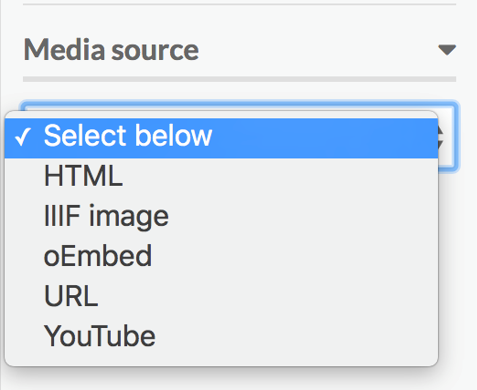 Media source
Select below
HTML
IIIF image
oEmbed
URL
YouTube